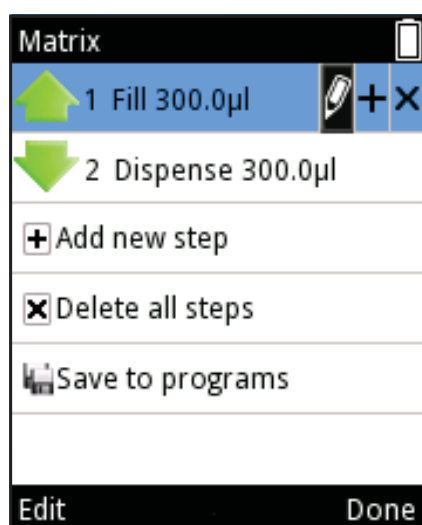 Matrix
1 Fill 300.0µl
2 Dispense 300.0µl
Add new step
Delete all steps
Save to programs
Edit Done